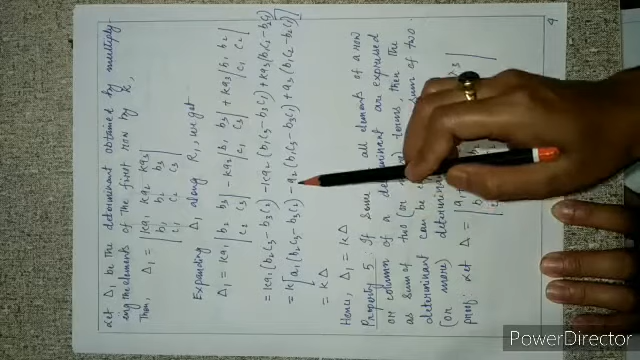 Let Δ₁ be the determinant obtained by multiply-
ing the elements of the first row by k,
Then, Δ₁ = |ka₁ ka₂ ka₃|
|b₁ b₂ b₃|
|c₁ c₂ c₃|
Expanding Δ₁ along R₁, we get
Δ₁ = ka₁ |b₂ b₃| - ka₂ |b₁ b₃| + ka₃ |b₁ b₂|
|c₂ c₃| |c₁ c₃| |c₁ c₂|
= ka₁(b₂c₃ - b₃c₂) - ka₂(b₁c₃ - b₃c₁) + ka₃(b₁c₂ - b₂c₁)
= k[a₁(b₂c₃ - b₃c₂) - a₂(b₁c₃ - b₃c₁) + a₃(b₁c₂ - b₂c₁)]
= kΔ
Hence, Δ₁ = kΔ
Property 5: If some all elements of a row
or column of a determinant are expressed
as sum of two (or terms, then the
determinant can be sum of two
(or more) determin
proof: Let Δ = |a₁
4
PowerDirector